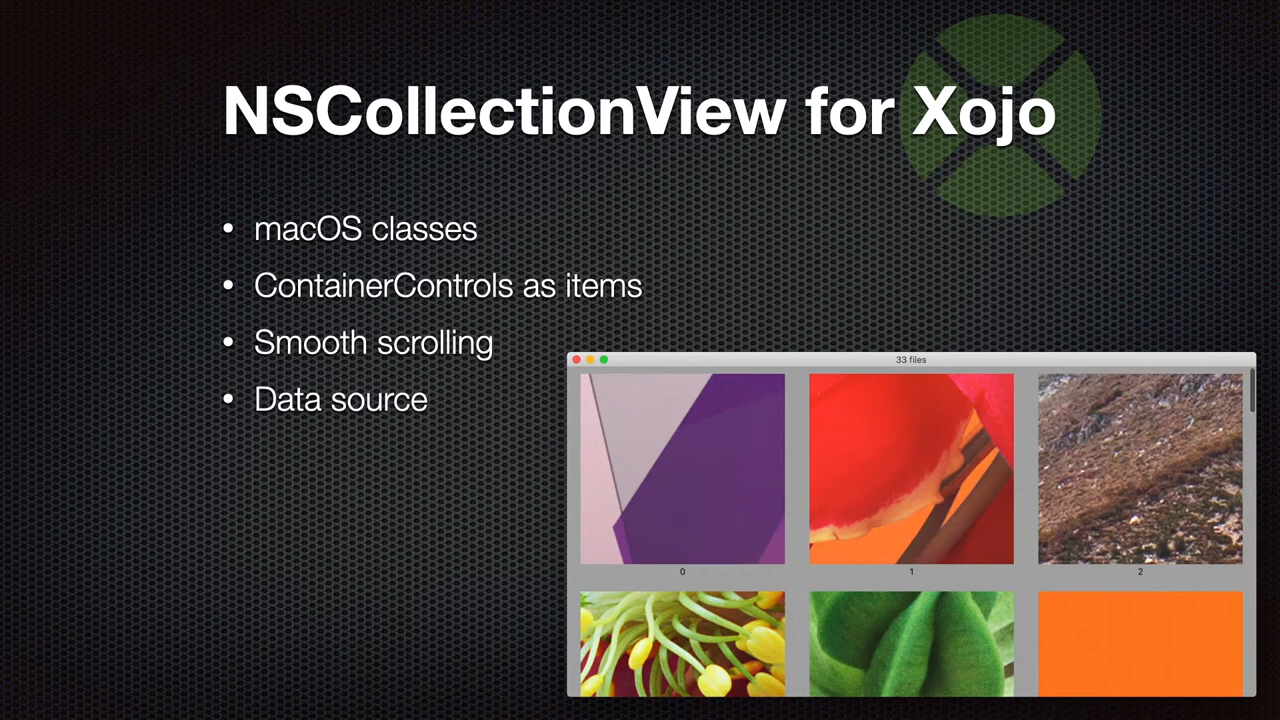 NSCollectionView for Xojo
• macOS classes
• ContainerControls as items
• Smooth scrolling
• Data source
33 files
0
1
2